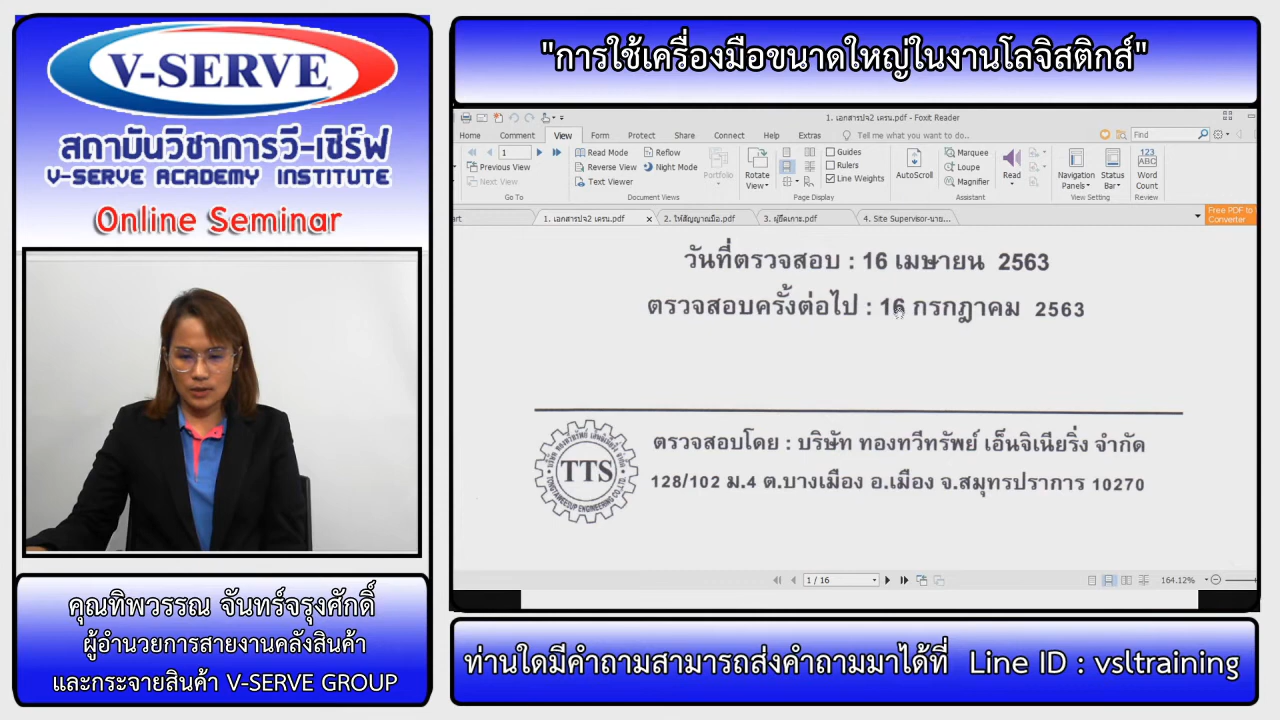 V-SERVE
สถาบันวิชาการวี-เซิร์ฟ
V-SERVE ACADEMY INSTITUTE
Online Seminar
คุณทิพวรรณ จันทร์จรุงศักดิ์
ผู้อำนวยการสายงานคลังสินค้า
และกระจายสินค้า V-SERVE GROUP
"การใช้เครื่องมือขนาดใหญ่ในงานโลจิสติกส์"
1. เอกสารปจ2 เครน.pdf - Foxit Reader
Home Comment View Form Protect Share Connect Help Extras Tell me what you want to do.. Find
1 Read Mode Reflow Guides Marquee
Previous View Reverse View Night Mode Rulers Loupe
Next View Text Viewer Line Weights Magnifier
Portfolio Rotate View AutoScroll Read Navigation Panels Status Bar 123 ABC Word Count
Go To Document Views Page Display Assistant View Setting Review
1. เอกสารปจ2 เครน.pdf 2. ให้สัญญาณมือ.pdf 3. ผู้ยึดเกาะ.pdf 4. Site Supervisor-นาย... Free PDF to Converter
วันที่ตรวจสอบ : 16 เมษายน 2563
ตรวจสอบครั้งต่อไป : 16 กรกฎาคม 2563
TTS
ตรวจสอบโดย : บริษัท ทองทวีทรัพย์ เอ็นจิเนียริ่ง จำกัด
128/102 ม.4 ต.บางเมือง อ.เมือง จ.สมุทรปราการ 10270
1 / 16 164.12%
ท่านใดมีคำถามสามารถส่งคำถามมาได้ที่ Line ID : vsltraining